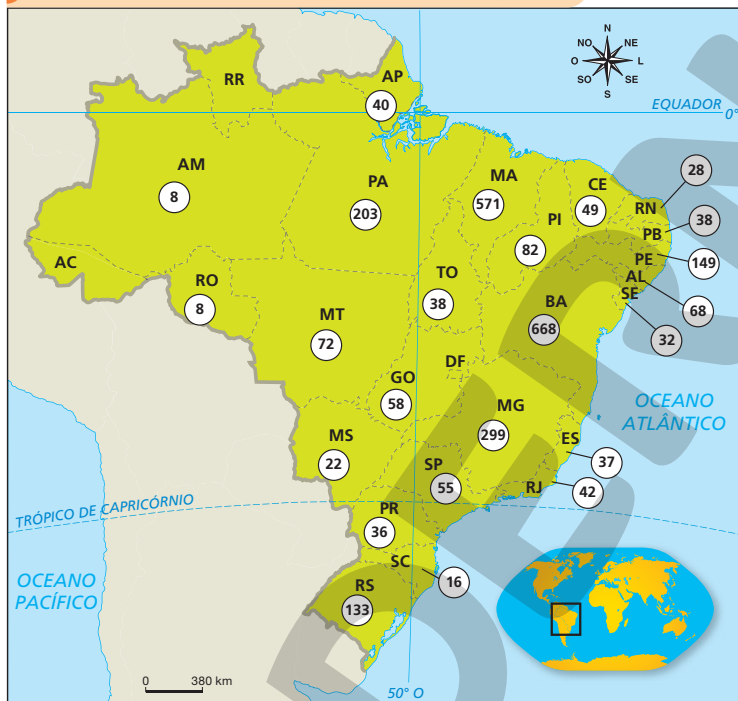 N
NO NE
O L
SO SE
S
EQUADOR 0°
RR
AP
40
AM
8
PA
203
MA
571
CE
49
RN
28
PB
38
PI
82
PE
149
AL
68
SE
32
AC
RO
8
TO
38
BA
668
MT
72
DF
GO
58
MG
299
ES
37
MS
22
SP
55
RJ
42
OCEANO
ATLÂNTICO
TRÓPICO DE CAPRICÓRNIO
PR
36
SC
16
RS
133
OCEANO
PACÍFICO
0 380 km
50° O